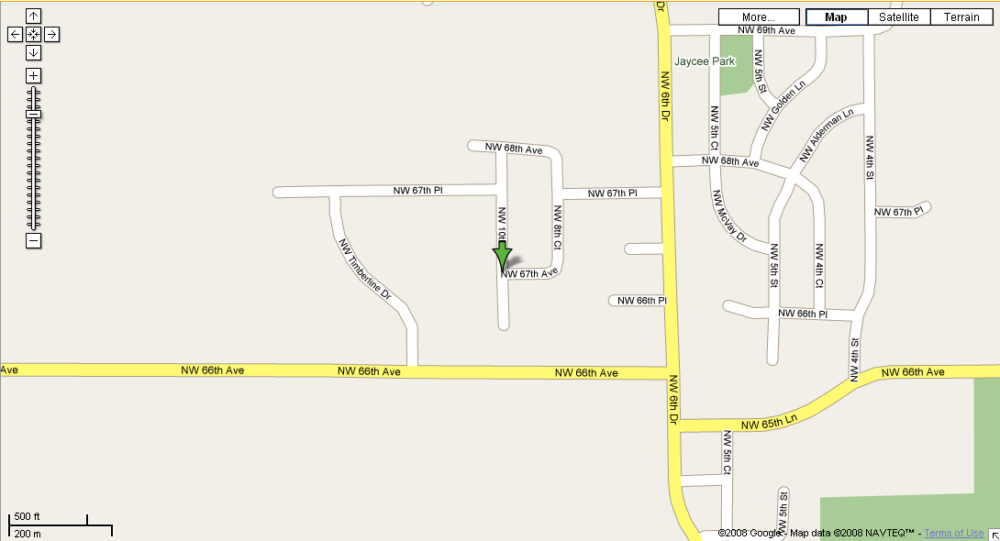 More...
Map
Satellite
Terrain
Dr
NW 69th Ave
Jaycee Park
NW 5th St
NW 6th Dr
NW Golden Ln
NW 5th Ct
NW Alderman Ln
NW 68th Ave
NW 68th Ave
NW 4th St
NW 67th Pl
NW 67th Pl
NW McVay Dr
NW 67th Pl
NW 10th
NW 8th Ct
NW Timberline Dr
NW 67th Ave
NW 5th St
NW 4th Ct
NW 66th Pl
NW 66th Pl
NW 4th St
Ave
NW 66th Ave
NW 66th Ave
NW 66th Ave
NW 66th Ave
NW 6th Dr
NW 65th Ln
NW 5th Ct
NW 5th St
500 ft
200 m
©2008 Google - Map data ©2008 NAVTEQ™ - Terms of Use